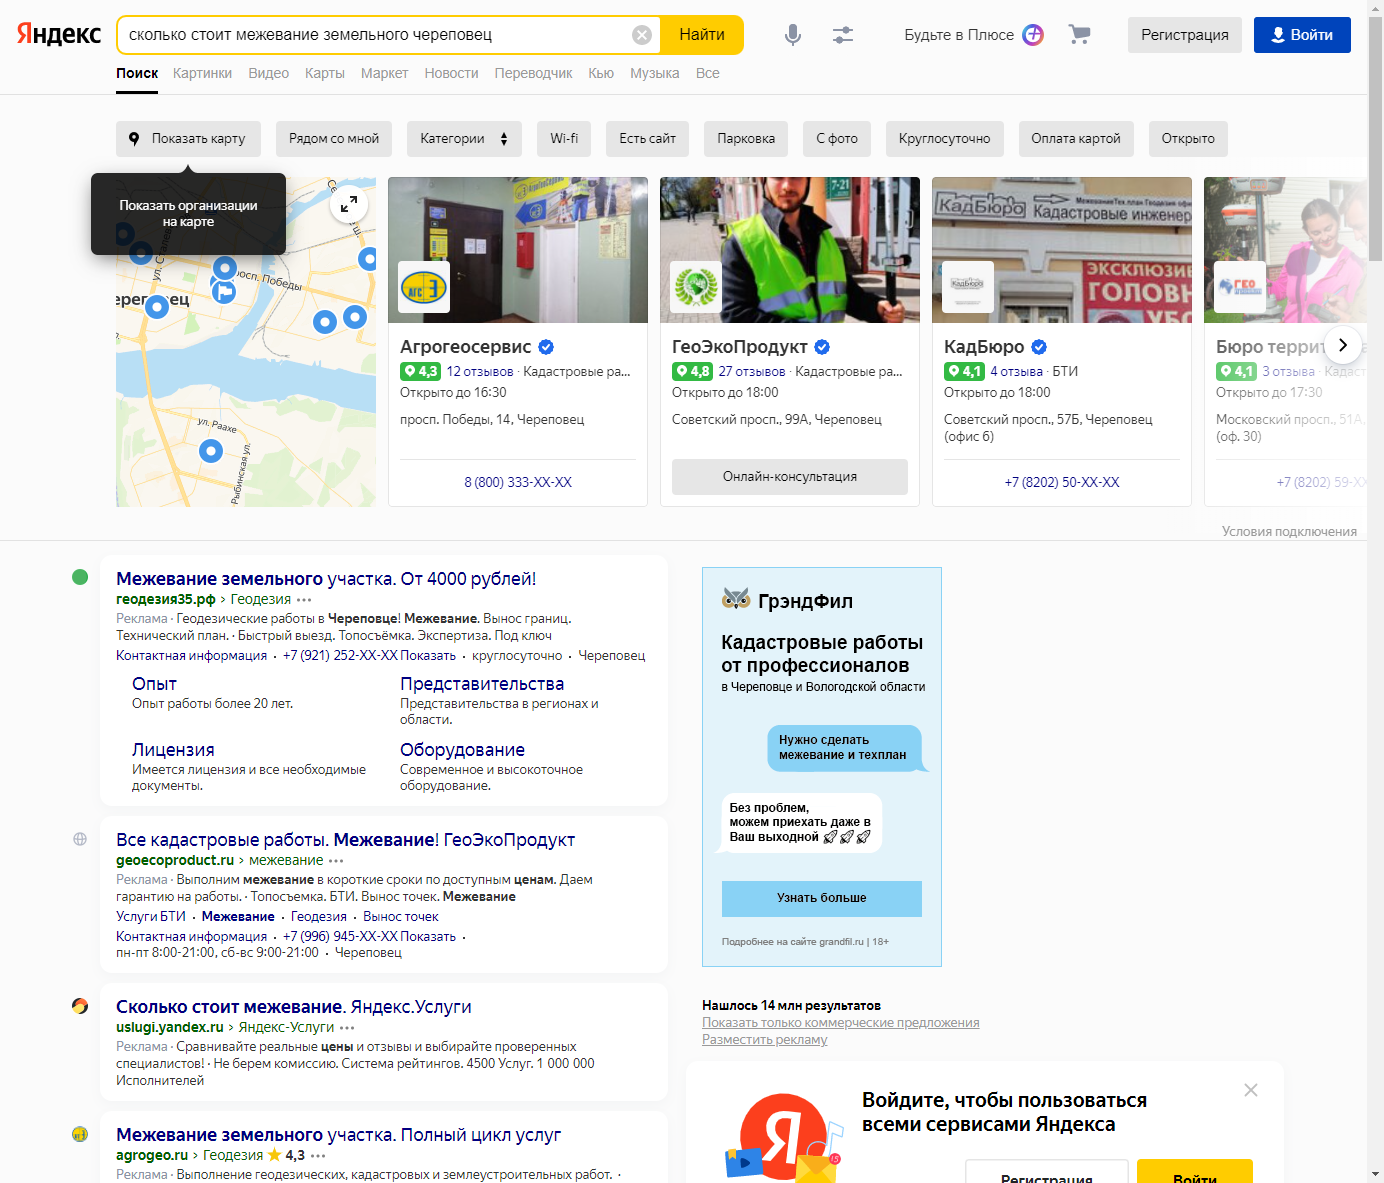 Яндекс
сколько стоит межевание земельного череповец
Найти
Будьте в Плюсе
Регистрация
Войти
Поиск Картинки Видео Карты Маркет Новости Переводчик Кью Музыка Все
Показать карту
Рядом со мной
Категории
Wi-fi
Есть сайт
Парковка
С фото
Круглосуточно
Оплата картой
Открыто
Показать организации
на карте
просп. Победы
ул. Раахе
Рыбинская ул.
Агрогеосервис
4,3 12 отзывов · Кадастровые ра...
Открыто до 16:30
просп. Победы, 14, Череповец
8 (800) 333-XX-XX
7-21
ГеоЭкоПродукт
4,8 27 отзывов · Кадастровые ра...
Открыто до 18:00
Советский просп., 99А, Череповец
Онлайн-консультация
КадБюро Кадастровые инженер
ЭКСКЛЮЗИВ
ГОЛОВН
КадБюро
КадБюро
4,1 4 отзыва · БТИ
Открыто до 18:00
Советский просп., 57Б, Череповец
(офис 6)
+7 (8202) 50-XX-XX
ГЕО
Бюро террит
4,1 3 отзыва · Кадаст
Открыто до 17:30
Московский просп., 51А,
(оф. 30)
+7 (8202) 59-XX
Условия подключения
Межевание земельного участка. От 4000 рублей!
геодезия35.рф › Геодезия
Реклама · Геодезические работы в Череповце! Межевание. Вынос границ.
Технический план. · Быстрый выезд. Топосъёмка. Экспертиза. Под ключ
Контактная информация · +7 (921) 252-XX-XX Показать · круглосуточно · Череповец
Опыт
Опыт работы более 20 лет.
Представительства
Представительства в регионах и
области.
Лицензия
Имеется лицензия и все необходимые
документы.
Оборудование
Современное и высокоточное
оборудование.
Все кадастровые работы. Межевание! ГеоЭкоПродукт
geoecoproduct.ru › межевание
Реклама · Выполним межевание в короткие сроки по доступным ценам. Даем
гарантию на работы. · Топосъемка. БТИ. Вынос точек. Межевание
Услуги БТИ · Межевание · Геодезия · Вынос точек
Контактная информация · +7 (996) 945-XX-XX Показать ·
пн-пт 8:00-21:00, сб-вс 9:00-21:00 · Череповец
Сколько стоит межевание. Яндекс.Услуги
uslugi.yandex.ru › Яндекс-Услуги
Реклама · Сравнивайте реальные цены и отзывы и выбирайте проверенных
специалистов! · Не берем комиссию. Система рейтингов. 4500 Услуг. 1 000 000
Исполнителей
Межевание земельного участка. Полный цикл услуг
agrogeo.ru › Геодезия 4,3
Реклама · Выполнение геодезических, кадастровых и землеустроительных работ. ·
ГрэндФил
Кадастровые работы
от профессионалов
в Череповце и Вологодской области
Нужно сделать
межевание и техплан
Без проблем,
можем приехать даже в
Ваш выходной
Узнать больше
Подробнее на сайте grandfil.ru | 18+
Нашлось 14 млн результатов
Показать только коммерческие предложения
Разместить рекламу
Войдите, чтобы пользоваться
всеми сервисами Яндекса
Регистрация
Войти